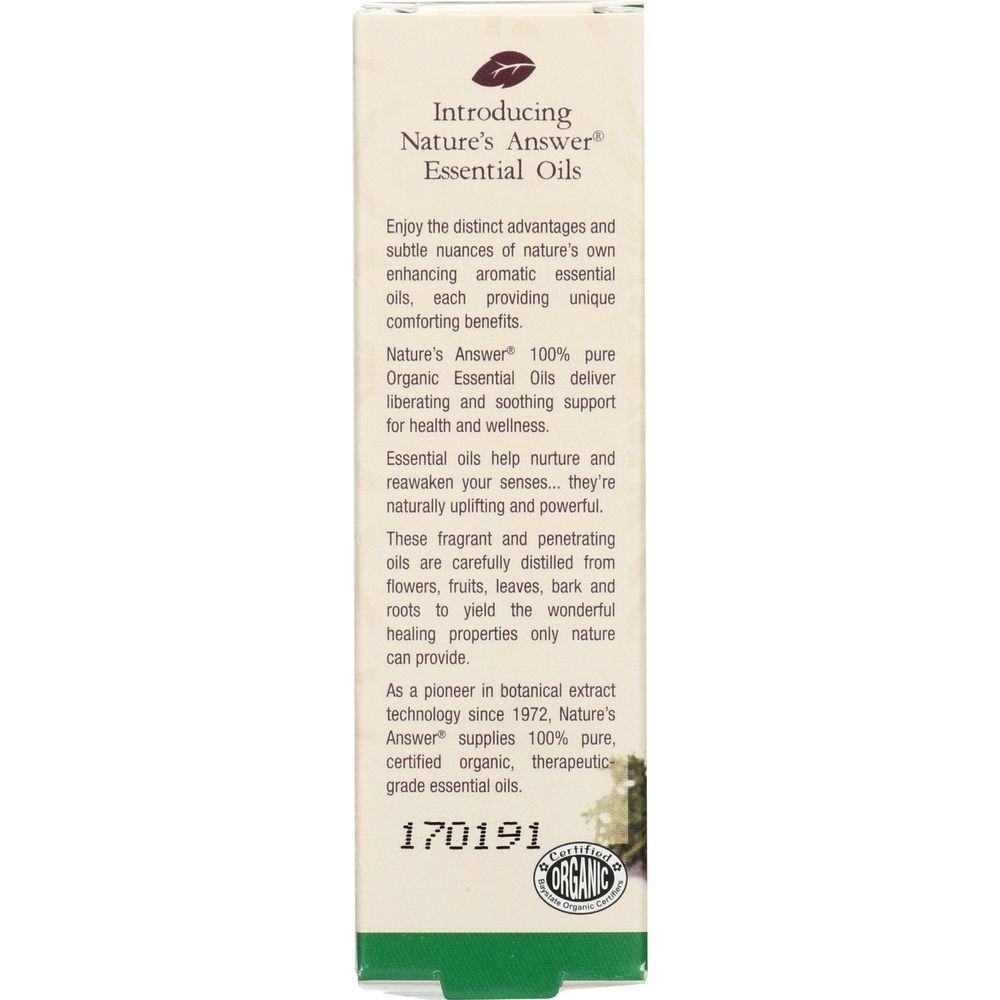 Introducing
Nature's Answer®
Essential Oils
Enjoy the distinct advantages and
subtle nuances of nature's own
enhancing aromatic essential
oils, each providing unique
comforting benefits.
Nature's Answer® 100% pure
Organic Essential Oils deliver
liberating and soothing support
for health and wellness.
Essential oils help nurture and
reawaken your senses... they're
naturally uplifting and powerful.
These fragrant and penetrating
oils are carefully distilled from
flowers, fruits, leaves, bark and
roots to yield the wonderful
healing properties only nature
can provide.
As a pioneer in botanical extract
technology since 1972, Nature's
Answer® supplies 100% pure,
certified organic, therapeutic-
grade essential oils.
170191
Certified
ORGANIC
Baystate Organic Certifiers